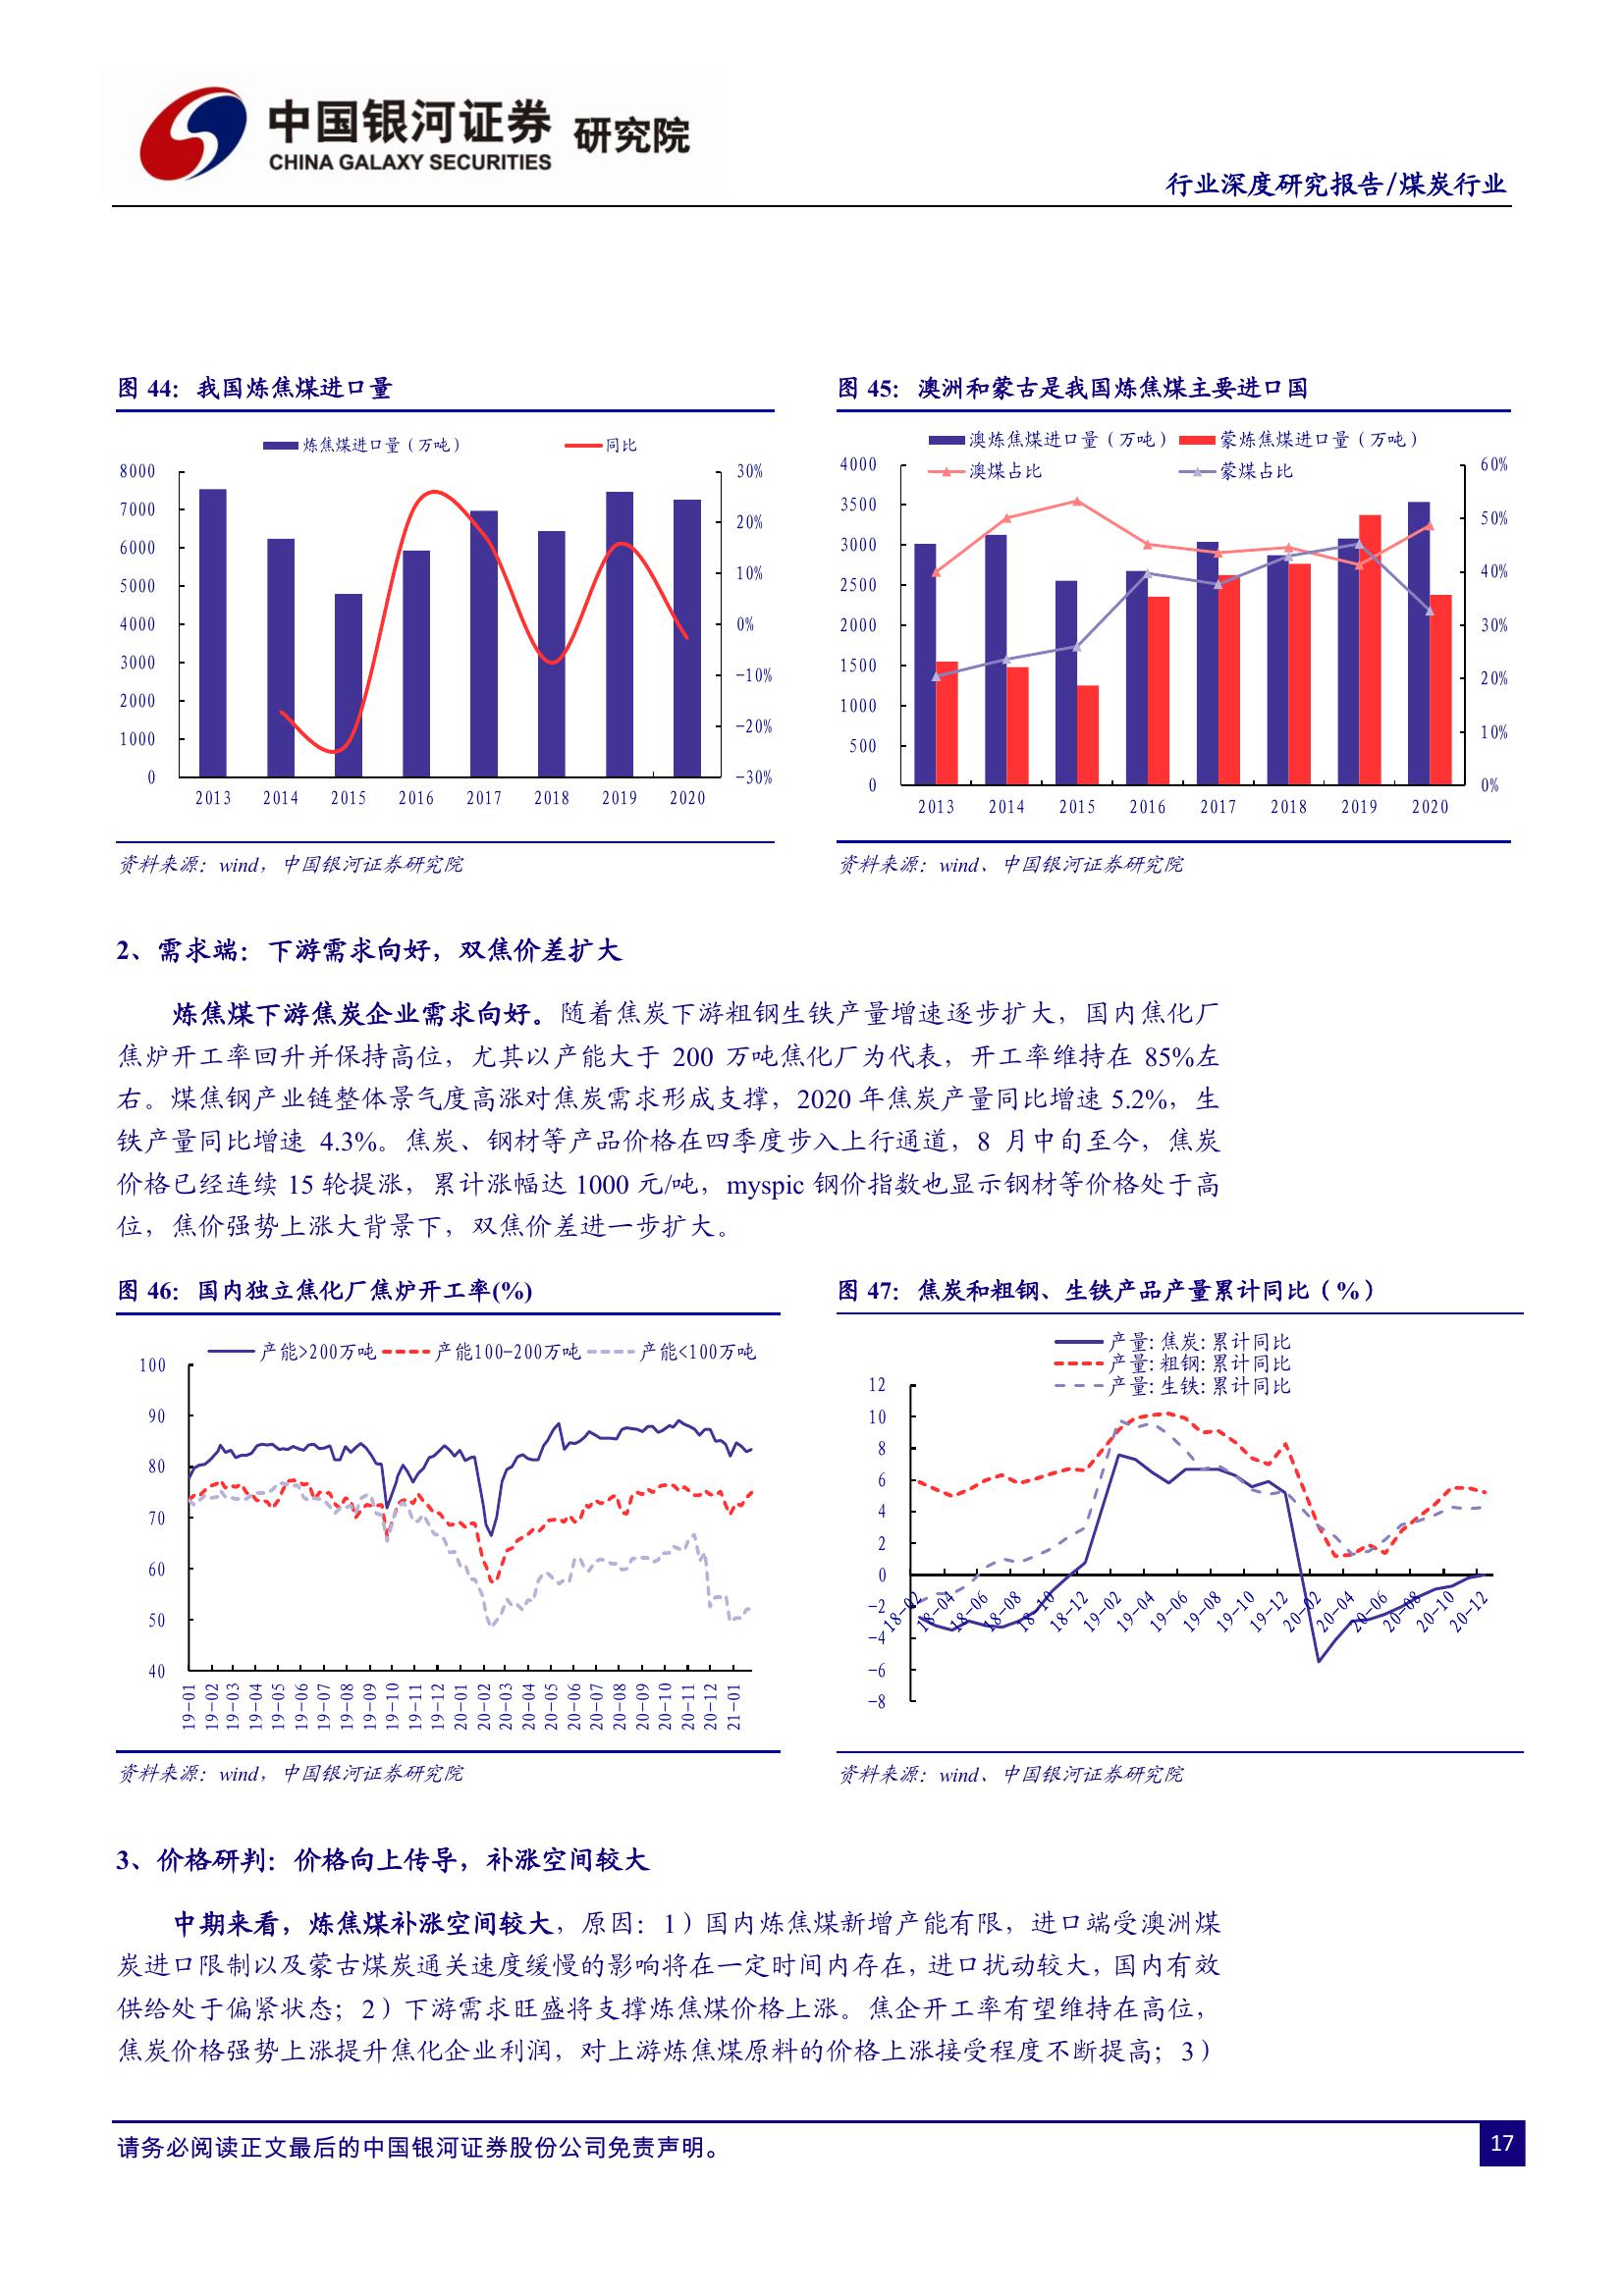 中国银河证券 研究院
CHINA GALAXY SECURITIES
行业深度研究报告/煤炭行业
图 44：我国炼焦煤进口量
炼焦煤进口量（万吨） 同比
8000
7000
6000
5000
4000
3000
2000
1000
0
30%
20%
10%
0%
-10%
-20%
-30%
2013 2014 2015 2016 2017 2018 2019 2020
资料来源：wind，中国银河证券研究院
图 45：澳洲和蒙古是我国炼焦煤主要进口国
澳炼焦煤进口量（万吨） 蒙炼焦煤进口量（万吨）
澳煤占比 蒙煤占比
4000
3500
3000
2500
2000
1500
1000
500
0
60%
50%
40%
30%
20%
10%
0%
2013 2014 2015 2016 2017 2018 2019 2020
资料来源：wind、中国银河证券研究院
2、需求端：下游需求向好，双焦价差扩大
炼焦煤下游焦炭企业需求向好。随着焦炭下游粗钢生铁产量增速逐步扩大，国内焦化厂
焦炉开工率回升并保持高位，尤其以产能大于 200 万吨焦化厂为代表，开工率维持在 85%左
右。煤焦钢产业链整体景气度高涨对焦炭需求形成支撑，2020 年焦炭产量同比增速 5.2%，生
铁产量同比增速 4.3%。焦炭、钢材等产品价格在四季度步入上行通道，8 月中旬至今，焦炭
价格已经连续 15 轮提涨，累计涨幅达 1000 元/吨，myspic 钢价指数也显示钢材等价格处于高
位，焦价强势上涨大背景下，双焦价差进一步扩大。
图 46：国内独立焦化厂焦炉开工率(%)
产能>200万吨 产能100-200万吨 产能<100万吨
100
90
80
70
60
50
40
19-01 19-02 19-03 19-04 19-05 19-06 19-07 19-08 19-09 19-10 19-11 19-12 20-01 20-02 20-03 20-04 20-05 20-06 20-07 20-08 20-09 20-10 20-11 20-12 21-01
资料来源：wind，中国银河证券研究院
图 47：焦炭和粗钢、生铁产品产量累计同比（%）
产量:焦炭:累计同比
产量:粗钢:累计同比
产量:生铁:累计同比
12
10
8
6
4
2
0
-2
-4
-6
-8
18-02 18-04 18-06 18-08 18-10 18-12 19-02 19-04 19-06 19-08 19-10 19-12 20-02 20-04 20-06 20-08 20-10 20-12
资料来源：wind、中国银河证券研究院
3、价格研判：价格向上传导，补涨空间较大
中期来看，炼焦煤补涨空间较大，原因：1）国内炼焦煤新增产能有限，进口端受澳洲煤
炭进口限制以及蒙古煤炭通关速度缓慢的影响将在一定时间内存在，进口扰动较大，国内有效
供给处于偏紧状态；2）下游需求旺盛将支撑炼焦煤价格上涨。焦企开工率有望维持在高位，
焦炭价格强势上涨提升焦化企业利润，对上游炼焦煤原料的价格上涨接受程度不断提高；3）
请务必阅读正文最后的中国银河证券股份公司免责声明。
17